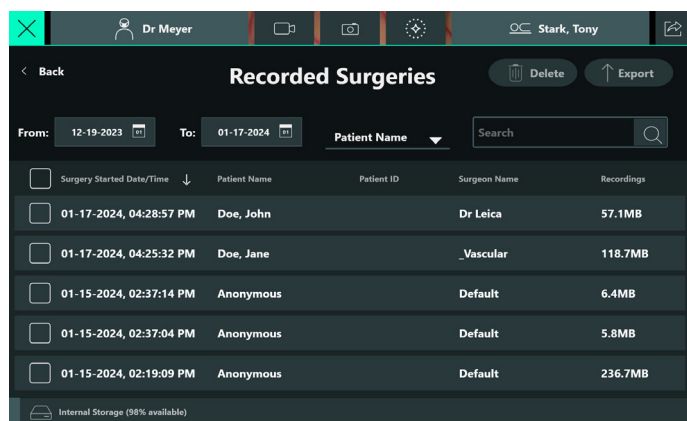 Dr Meyer Stark, Tony
Back
Recorded Surgeries
Delete Export
From: 12-19-2023 01 To: 01-17-2024 01 Patient Name Search
Surgery Started Date/Time Patient Name Patient ID Surgeon Name Recordings
01-17-2024, 04:28:57 PM Doe, John Dr Leica 57.1MB
01-17-2024, 04:25:32 PM Doe, Jane _Vascular 118.7MB
01-15-2024, 02:37:14 PM Anonymous Default 6.4MB
01-15-2024, 02:37:04 PM Anonymous Default 5.8MB
01-15-2024, 02:19:09 PM Anonymous Default 236.7MB
Internal Storage (98% available)